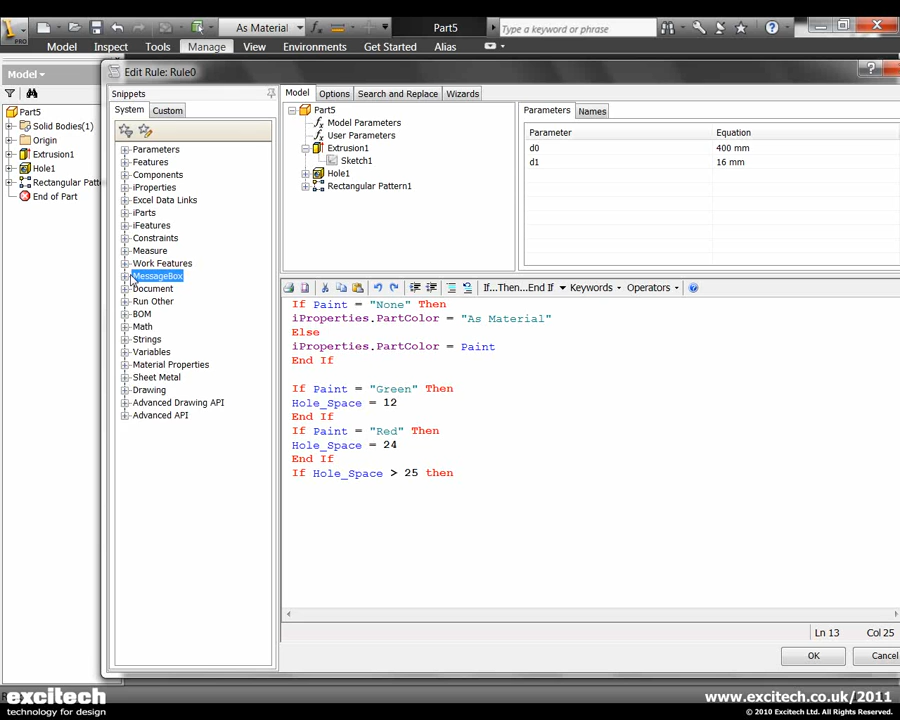 As Material
Part5
Type a keyword or phrase
Model Inspect Tools Manage View Environments Get Started Alias
Model
Part5
Solid Bodies(1)
Origin
Extrusion1
Hole1
Rectangular Patt
End of Part
Edit Rule: Rule0
Snippets
System Custom
Parameters
Features
Components
iProperties
Excel Data Links
iParts
iFeatures
Constraints
Measure
Work Features
MessageBox
Document
Run Other
BOM
Math
Strings
Variables
Material Properties
Sheet Metal
Drawing
Advanced Drawing API
Advanced API
Model Options Search and Replace Wizards
Part5
Model Parameters
User Parameters
Extrusion1
Sketch1
Hole1
Rectangular Pattern1
Parameters Names
Parameter Equation
d0 400 mm
d1 16 mm
If...Then...End If Keywords Operators
If Paint = "None" Then
iProperties.PartColor = "As Material"
Else
iProperties.PartColor = Paint
End If
If Paint = "Green" Then
Hole_Space = 12
End If
If Paint = "Red" Then
Hole_Space = 24
End If
If Hole_Space > 25 then
Ln 13 Col 25
OK Cancel
excitech
technology for design
www.excitech.co.uk/2011
© 2010 Excitech Ltd. All Rights Reserved.